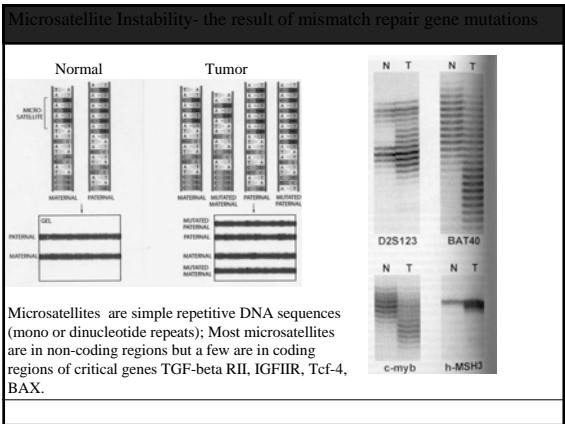 Microsatellite Instability- the result of mismatch repair gene mutations
Normal Tumor
MICRO-
SATELLITE
MATERNAL PATERNAL
MATERNAL MUTATED MATERNAL PATERNAL MUTATED PATERNAL
GEL
PATERNAL
MATERNAL
MUTATED
PATERNAL
PATERNAL
MATERNAL
MUTATED
MATERNAL
N T N T
D2S123 BAT40
N T N T
c-myb h-MSH3
Microsatellites are simple repetitive DNA sequences
(mono or dinucleotide repeats); Most microsatellites
are in non-coding regions but a few are in coding
regions of critical genes TGF-beta RII, IGFIIR, Tcf-4,
BAX.